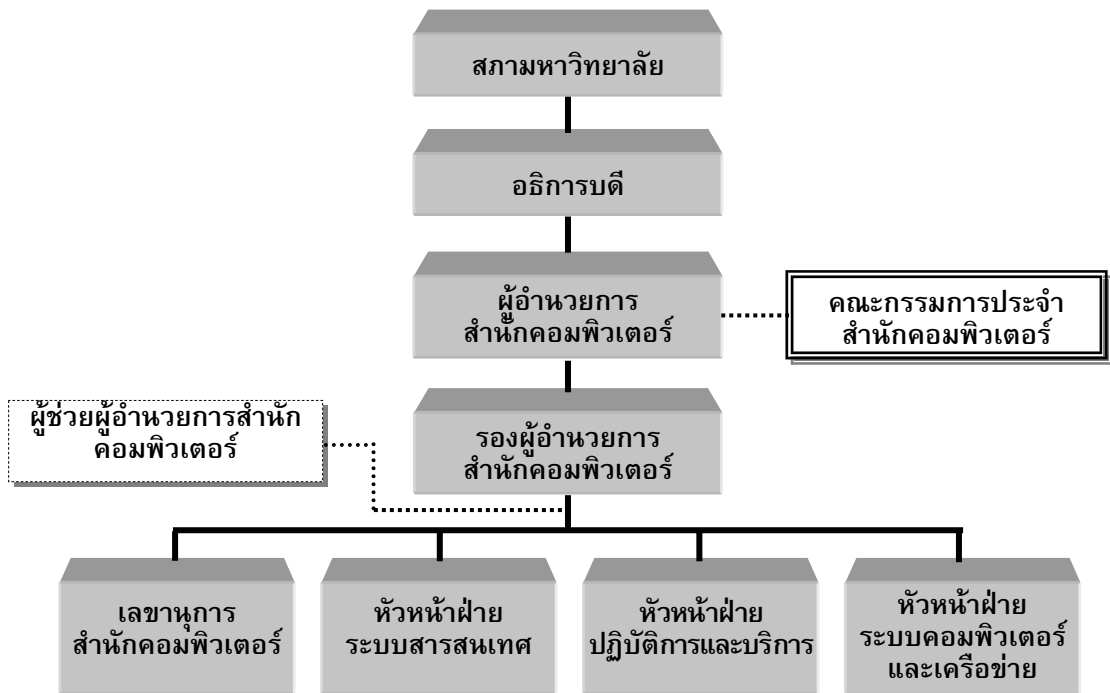 สภามหาวิทยาลัย
อธิการบดี
ผู้อำนวยการ
สำนักคอมพิวเตอร์
คณะกรรมการประจำ
สำนักคอมพิวเตอร์
ผู้ช่วยผู้อำนวยการสำนัก
คอมพิวเตอร์
รองผู้อำนวยการ
สำนักคอมพิวเตอร์
เลขานุการ
สำนักคอมพิวเตอร์
หัวหน้าฝ่าย
ระบบสารสนเทศ
หัวหน้าฝ่าย
ปฏิบัติการและบริการ
หัวหน้าฝ่าย
ระบบคอมพิวเตอร์
และเครือข่าย